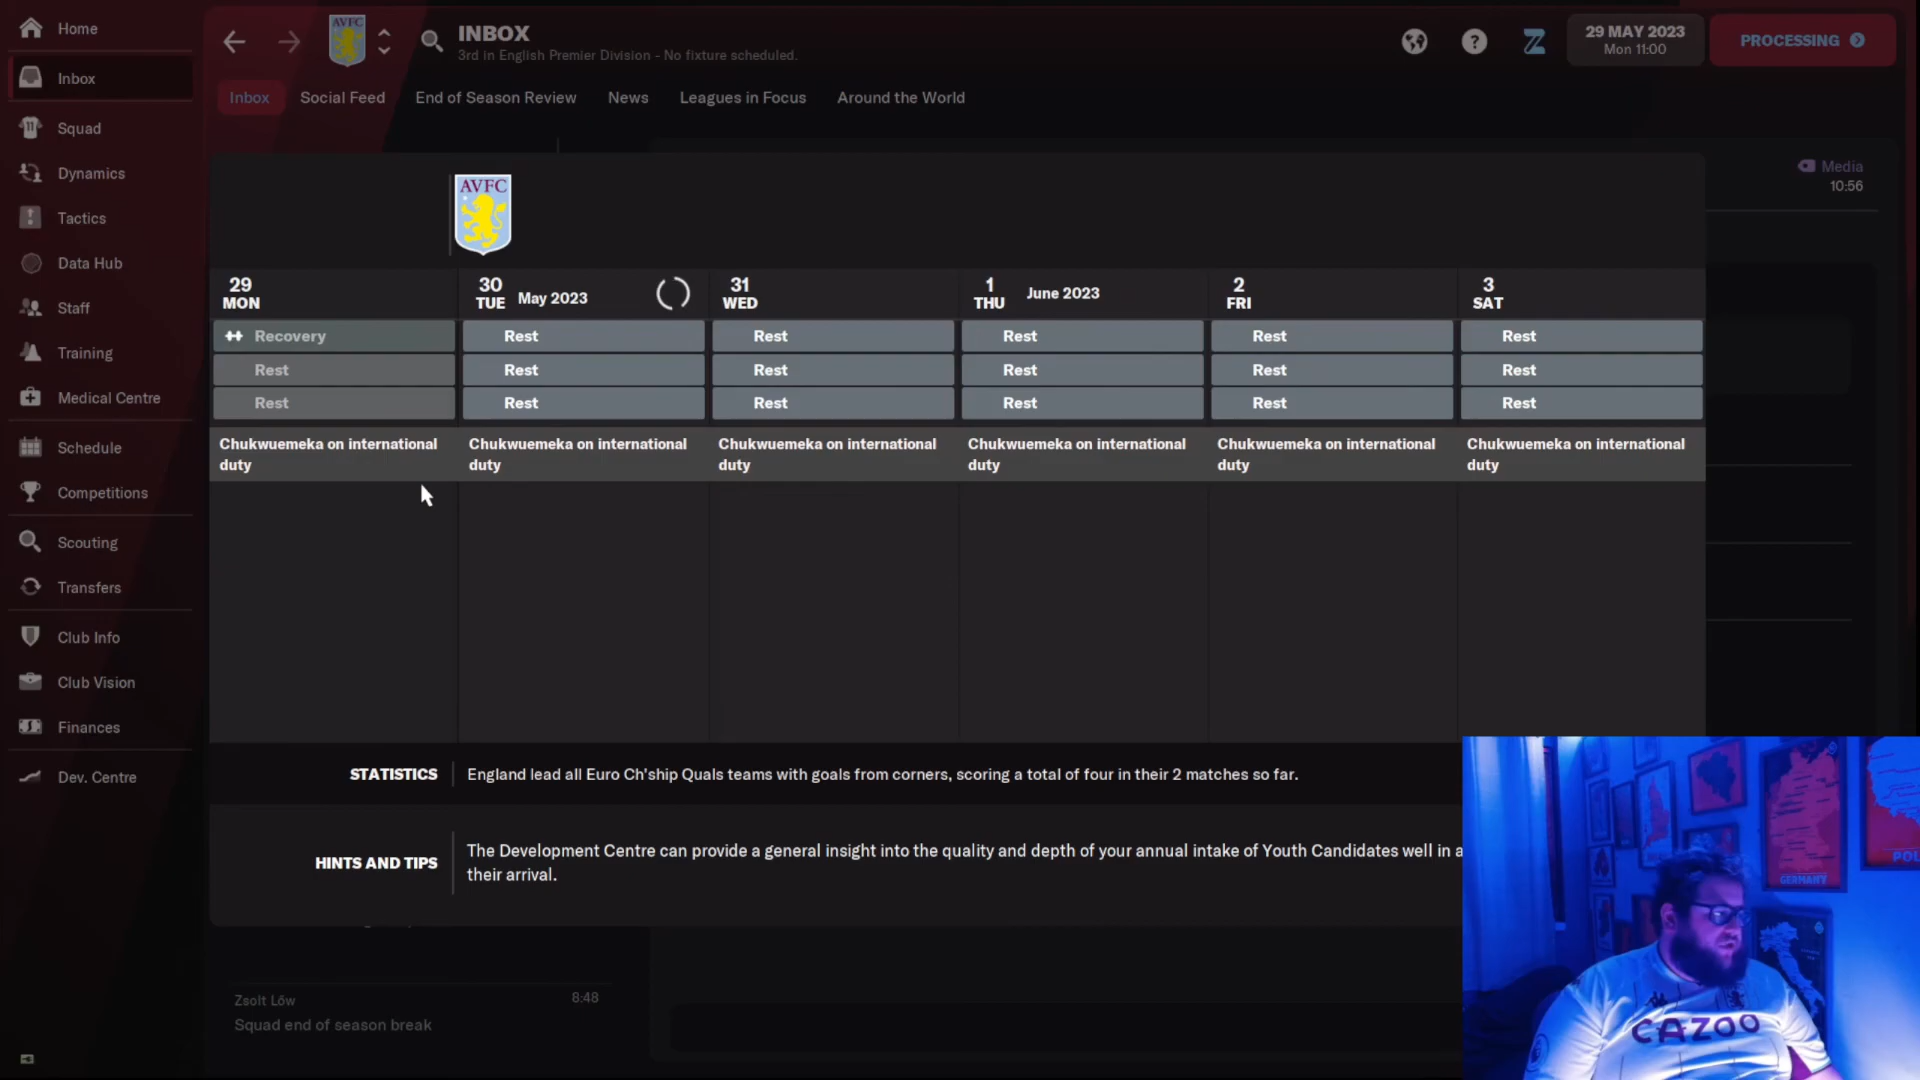 Home
Inbox
Squad
Dynamics
Tactics
Data Hub
Staff
Training
Medical Centre
Schedule
Competitions
Scouting
Transfers
Club Info
Club Vision
Finances
Dev. Centre
AVFC
INBOX
3rd in English Premier Division - No fixture scheduled.
29 MAY 2023
Mon 11:00
PROCESSING
Inbox Social Feed End of Season Review News Leagues in Focus Around the World
Media
10:56
AVFC
29 MON
30 TUE May 2023
31 WED
1 THU June 2023
2 FRI
3 SAT
Recovery Rest Rest Rest Rest Rest
Rest Rest Rest Rest Rest Rest
Rest Rest Rest Rest Rest Rest
Chukwuemeka on international Chukwuemeka on international Chukwuemeka on international Chukwuemeka on international Chukwuemeka on international Chukwuemeka on international
duty duty duty duty duty duty
STATISTICS England lead all Euro Ch'ship Quals teams with goals from corners, scoring a total of four in their 2 matches so far.
HINTS AND TIPS The Development Centre can provide a general insight into the quality and depth of your annual intake of Youth Candidates well in
their arrival.
Zsolt Lőw 8:48
Squad end of season break
GERMANY
POL
CAZOO